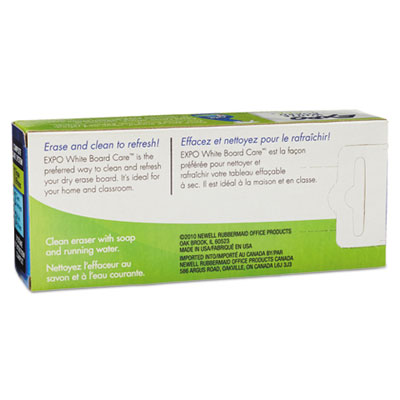 Erase and clean to refresh!
EXPO White Board Care™ is the
preferred way to clean and refresh
your dry erase board. It's ideal for
your home and classroom.
Effacez et nettoyez pour le rafraîchir!
EXPO White Board Care™ est la façon
préférée pour nettoyer et
rafraîchir votre tableau effaçable
à sec. Il est idéal à la maison et en classe.
Clean eraser with soap
and running water.
Nettoyez l'effaceur au
savon et à l'eau courante.
©2010 NEWELL RUBBERMAID OFFICE PRODUCTS
OAK BROOK, IL 60523
MADE IN USA/FABRIQUÉ EN USA
IMPORTED INTO/IMPORTÉ AU CANADA BY/PAR
NEWELL RUBBERMAID OFFICE PRODUCTS CANADA
586 ARGUS ROAD, OAKVILLE, ON CANADA L6J 3J3
EXPO